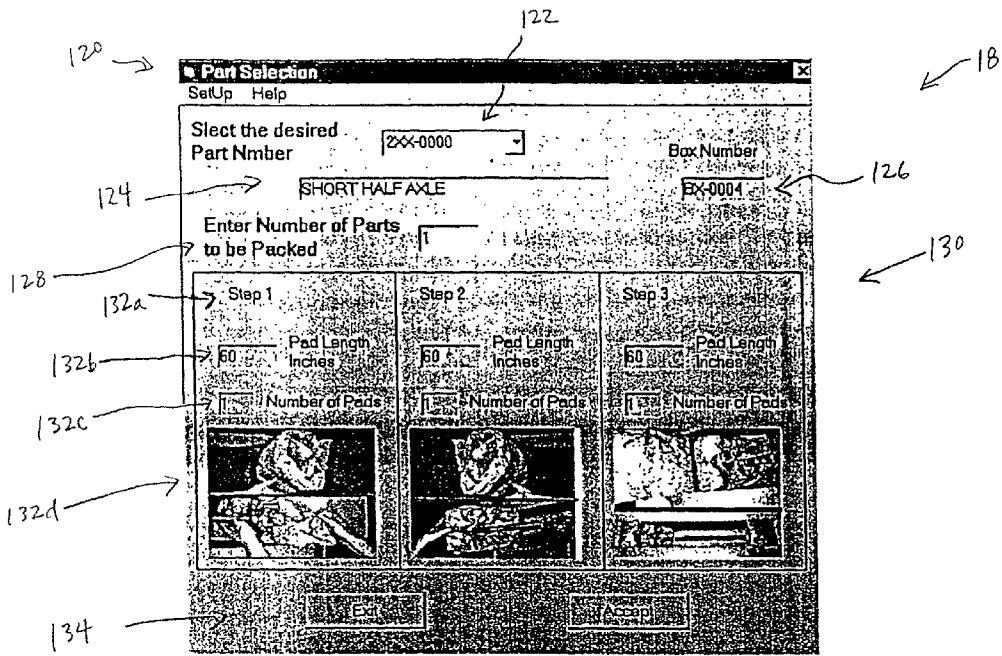 122
120
Part Selection
18
SetUp Help
Slect the desired
Part Nmber
2XX-0000
Box Number
124
SHORT HALF AXLE
BX-0004
126
Enter Number of Parts
to be Packed
1
128
130
132a
Step 1
Step 2
Step 3
132b
60
Pad Length
Inches
60
Pad Length
Inches
60
Pad Length
Inches
132c
1
Number of Pads
1
Number of Pads
1
Number of Pads
132d
134
Exit
Accept